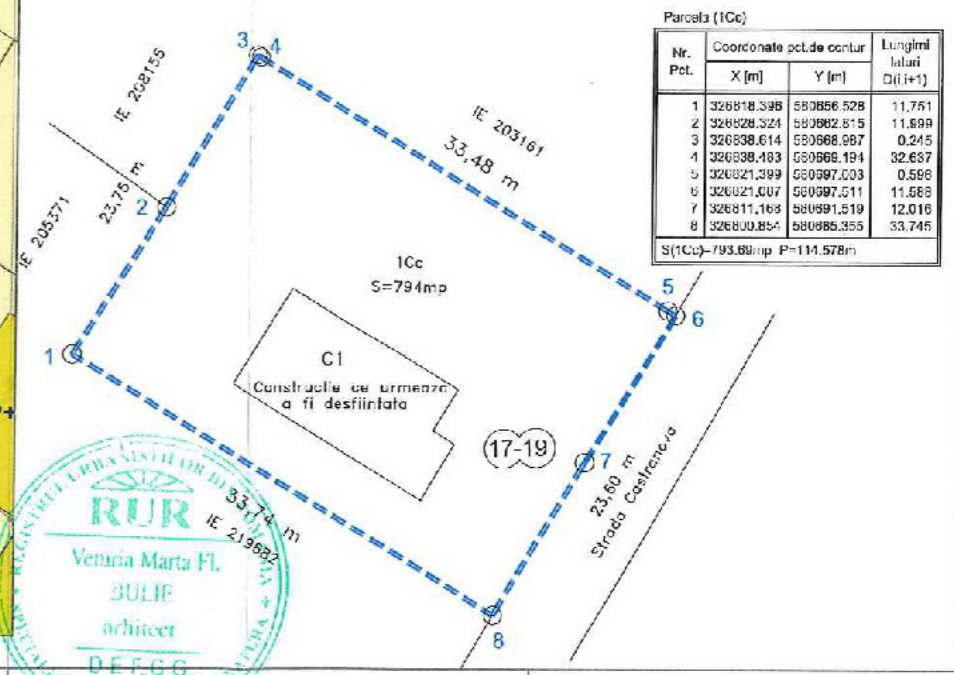 Parcela (1Cc)
Nr. Pct. Coordonate pct.de contur Lungimi laturi D(i,i+1)
X [m] Y [m]
1 326818.396 580656.528 11.751
2 326828.324 580662.815 11.999
3 326838.614 580668.987 0.245
4 326838.483 580669.194 32.637
5 326821.399 580697.003 0.596
6 326821.087 580697.511 11.588
7 326811.168 580691.519 12.016
8 326800.854 580685.355 33.745
S(1Cc)=793.69mp P=114.578m
3 4
IE 208155
IE 203161
33,48 m
23,75 m
2
IE 205371
1Cc
S=794mp
5
6
1
C1
Constructie ce urmeaza
a fi desfiintata
17-19
7
23,60 m
Strada Castranova
33,74 m
IE 219682
8
RUR
Marta Fl.
BULIE
arhitect